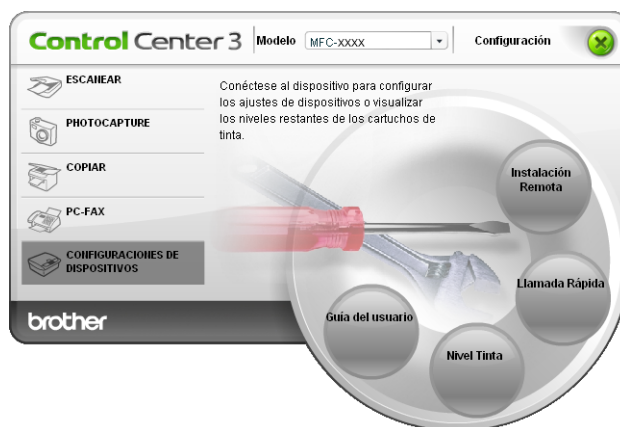 Control Center 3
Modelo
MFC-XXXX
Configuración
ESCANEAR
PHOTOCAPTURE
COPIAR
PC-FAX
CONFIGURACIONES DE
DISPOSITIVOS
Conéctese al dispositivo para configurar
los ajustes de dispositivos o visualizar
los niveles restantes de los cartuchos de
tinta.
Instalación
Remota
Llamada Rápida
Nivel Tinta
Guía del usuario
brother